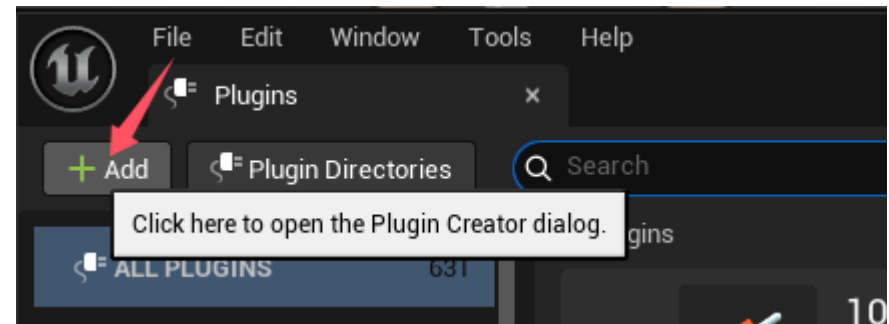 File Edit Window Tools Help
Plugins
+ Add Plugin Directories Search
Click here to open the Plugin Creator dialog.
gins
ALL PLUGINS 631
10